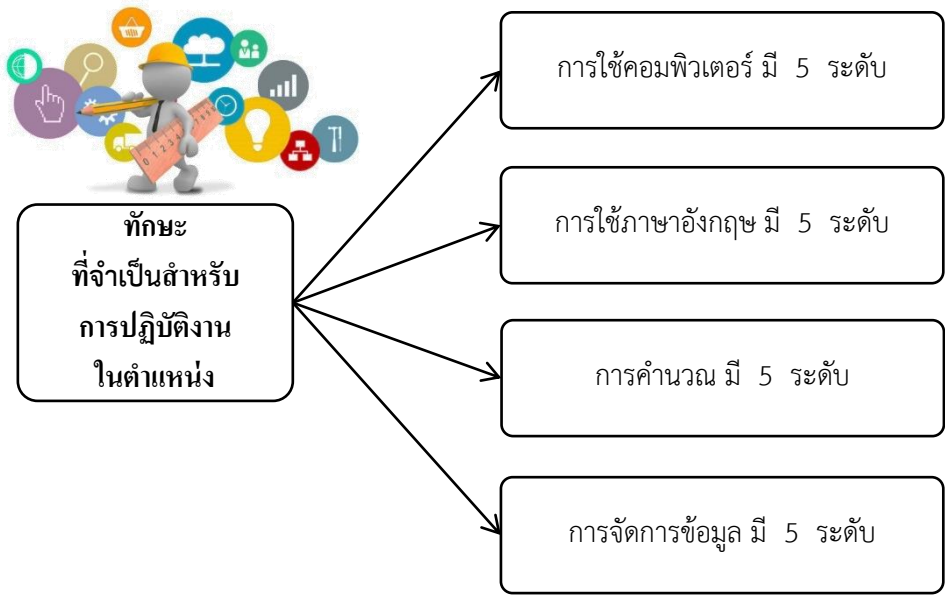 ทักษะ
ที่จำเป็นสำหรับ
การปฏิบัติงาน
ในตำแหน่ง
การใช้คอมพิวเตอร์ มี 5 ระดับ
การใช้ภาษาอังกฤษ มี 5 ระดับ
การคำนวณ มี 5 ระดับ
การจัดการข้อมูล มี 5 ระดับ